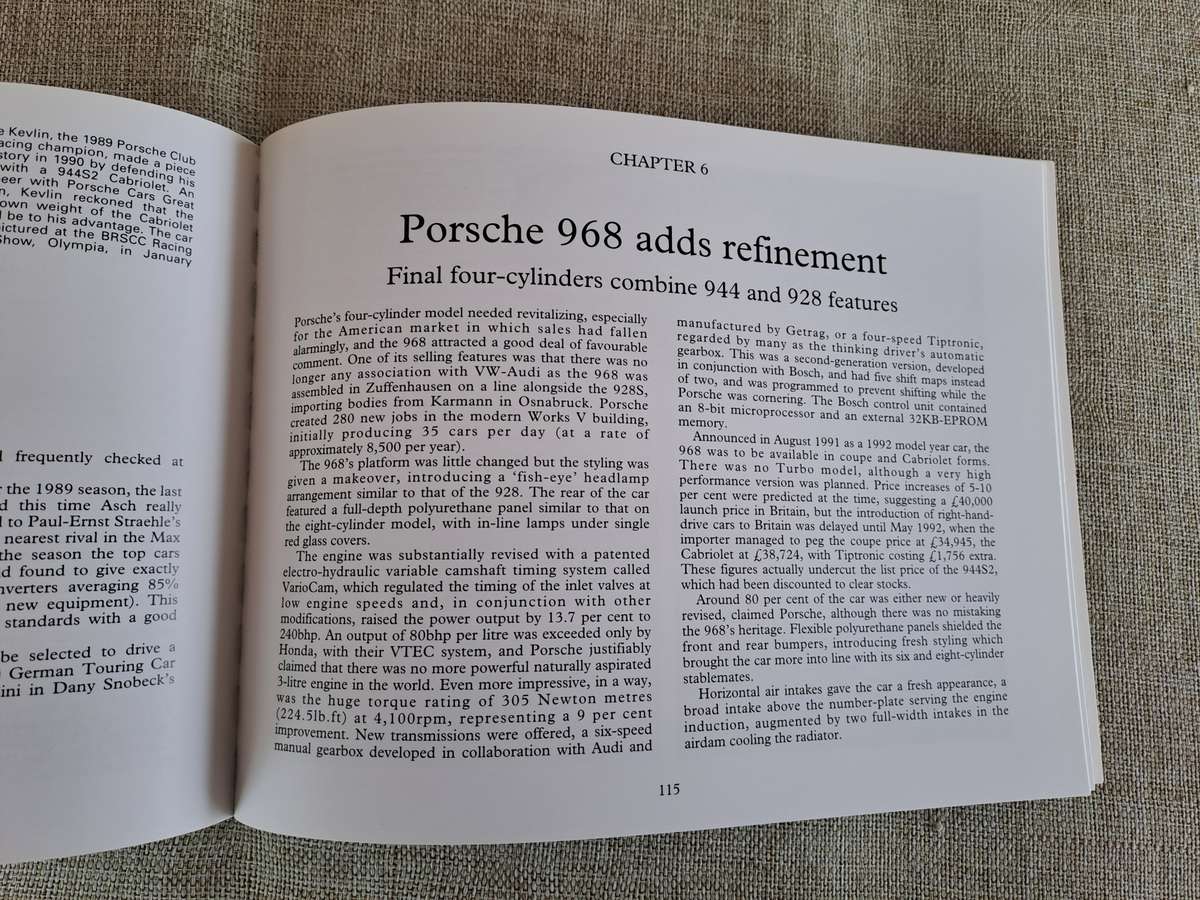 e Kevlin, the 1989 Porsche Club
acing champion, made a piece
story in 1990 by defending his
with a 944S2 Cabriolet. An
eer with Porsche Cars Great
n, Kevlin reckoned that the
own weight of the Cabriolet
l be to his advantage. The car
ictured at the BRSCC Racing
Show, Olympia, in January
l frequently checked at
r the 1989 season, the last
d this time Asch really
l to Paul-Ernst Straehle's
nearest rival in the Max
the season the top cars
d found to give exactly
nverters averaging 85%
new equipment). This
standards with a good
be selected to drive a
German Touring Car
lini in Dany Snobeck's
CHAPTER 6
Porsche 968 adds refinement
Final four-cylinders combine 944 and 928 features
Porsche's four-cylinder model needed revitalizing, especially
for the American market in which sales had fallen
alarmingly, and the 968 attracted a good deal of favourable
comment. One of its selling features was that there was no
longer any association with VW-Audi as the 968 was
assembled in Zuffenhausen on a line alongside the 928S,
importing bodies from Karmann in Osnabruck. Porsche
created 280 new jobs in the modern Works V building,
initially producing 35 cars per day (at a rate of
approximately 8,500 per year).
The 968's platform was little changed but the styling was
given a makeover, introducing a 'fish-eye' headlamp
arrangement similar to that of the 928. The rear of the car
featured a full-depth polyurethane panel similar to that on
the eight-cylinder model, with in-line lamps under single
red glass covers.
The engine was substantially revised with a patented
electro-hydraulic variable camshaft timing system called
VarioCam, which regulated the timing of the inlet valves at
low engine speeds and, in conjunction with other
modifications, raised the power output by 13.7 per cent to
240bhp. An output of 80bhp per litre was exceeded only by
Honda, with their VTEC system, and Porsche justifiably
claimed that there was no more powerful naturally aspirated
3-litre engine in the world. Even more impressive, in a way,
was the huge torque rating of 305 Newton metres
(224.5lb.ft) at 4,100rpm, representing a 9 per cent
improvement. New transmissions were offered, a six-speed
manual gearbox developed in collaboration with Audi and
manufactured by Getrag, or a four-speed Tiptronic,
regarded by many as the thinking driver's automatic
gearbox. This was a second-generation version, developed
in conjunction with Bosch, and had five shift maps instead
of two, and was programmed to prevent shifting while the
Porsche was cornering. The Bosch control unit contained
an 8-bit microprocessor and an external 32KB-EPROM
memory.
Announced in August 1991 as a 1992 model year car, the
968 was to be available in coupe and Cabriolet forms.
There was no Turbo model, although a very high
performance version was planned. Price increases of 5-10
per cent were predicted at the time, suggesting a £40,000
launch price in Britain, but the introduction of right-hand-
drive cars to Britain was delayed until May 1992, when the
importer managed to peg the coupe price at £34,945, the
Cabriolet at £38,724, with Tiptronic costing £1,756 extra.
These figures actually undercut the list price of the 944S2,
which had been discounted to clear stocks.
Around 80 per cent of the car was either new or heavily
revised, claimed Porsche, although there was no mistaking
the 968's heritage. Flexible polyurethane panels shielded the
front and rear bumpers, introducing fresh styling which
brought the car more into line with its six and eight-cylinder
stablemates.
Horizontal air intakes gave the car a fresh appearance, a
broad intake above the number-plate serving the engine
induction, augmented by two full-width intakes in the
airdam cooling the radiator.
115